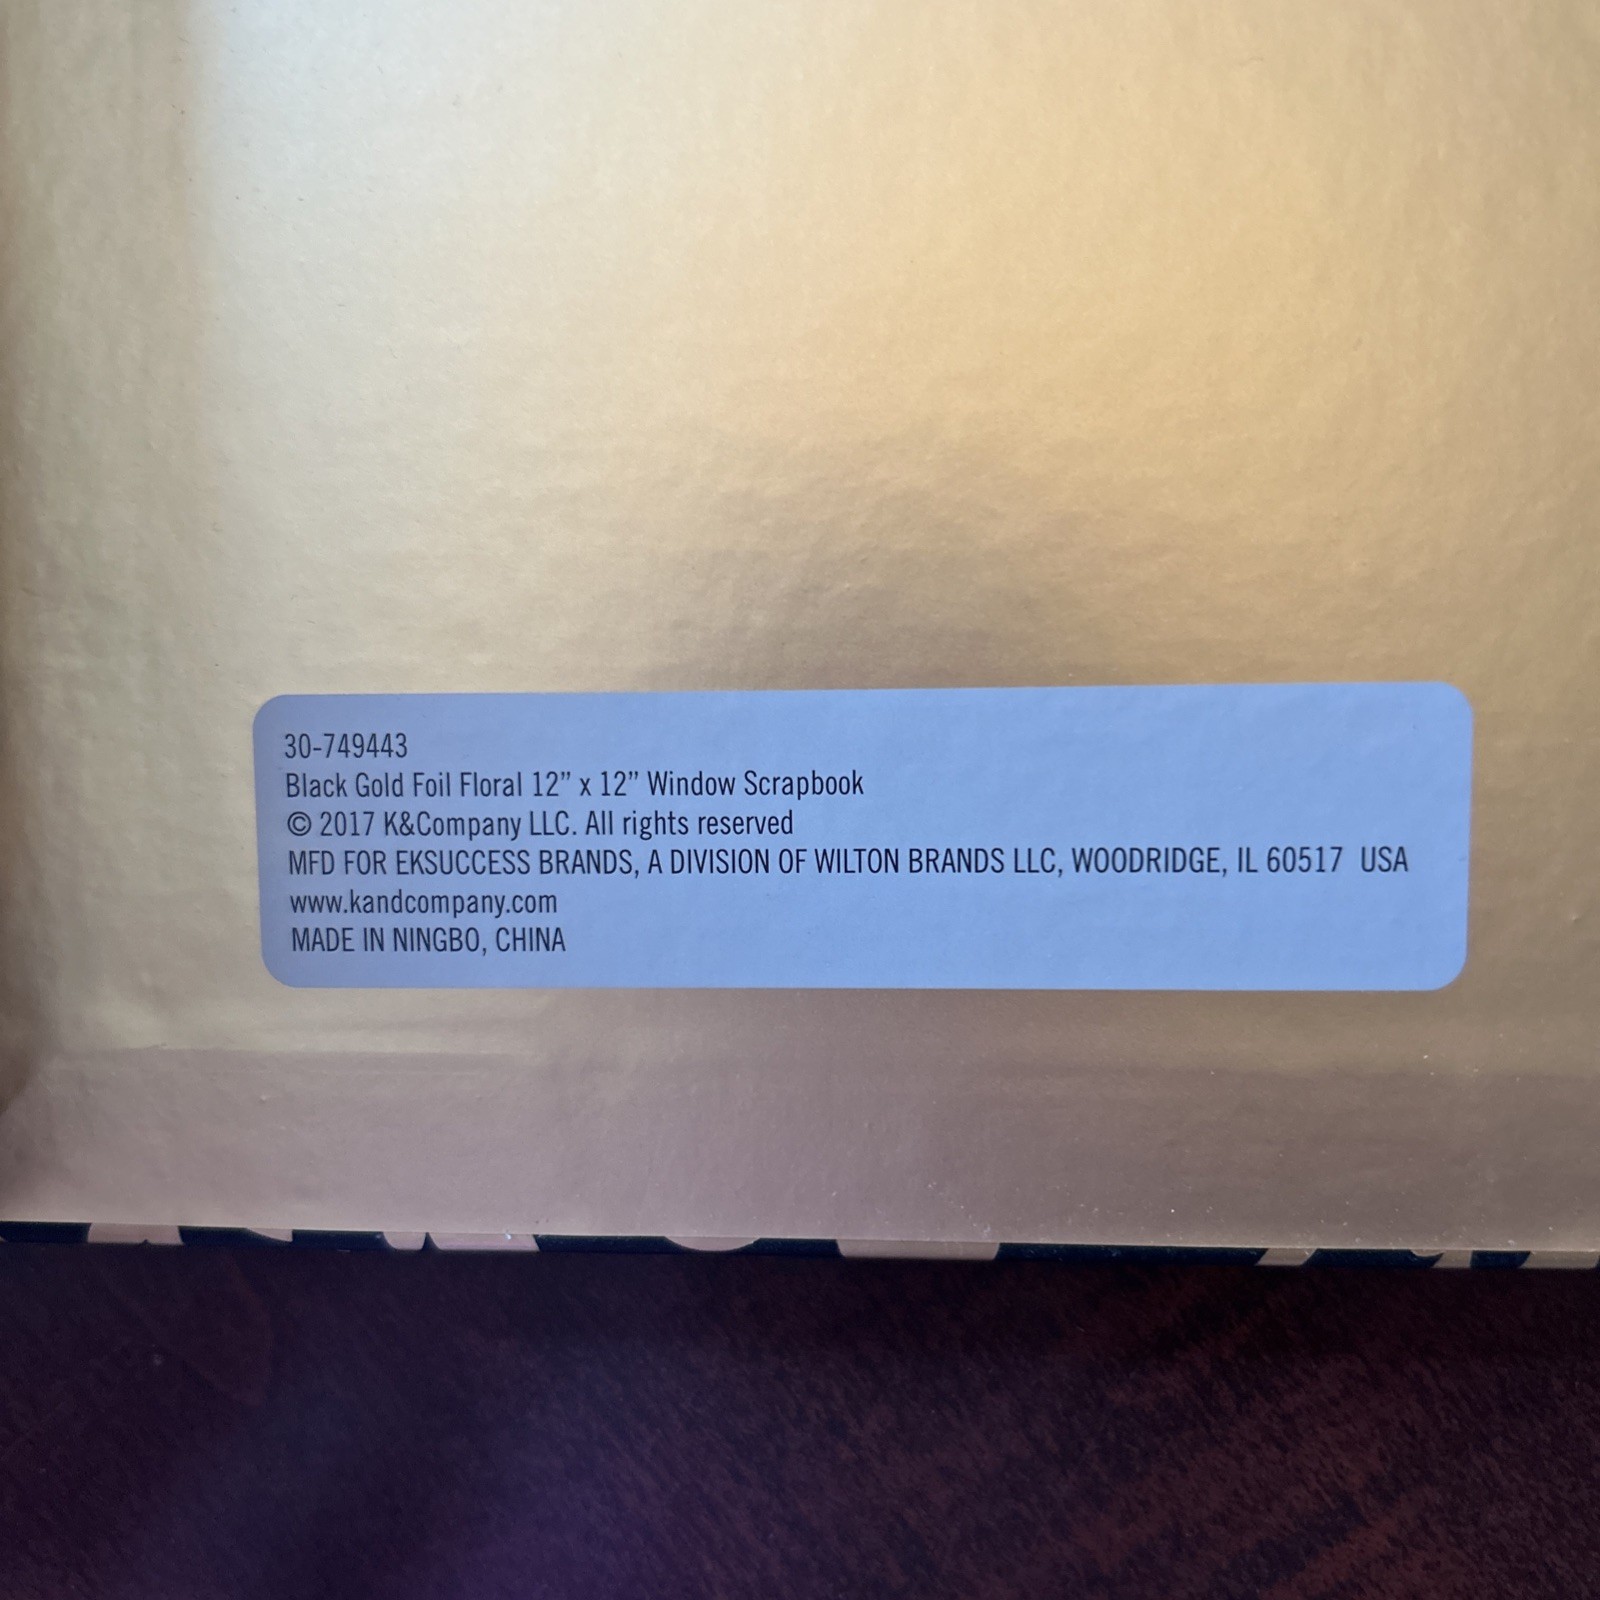 30-749443
Black Gold Foil Floral 12” x 12” Window Scrapbook
© 2017 K&Company LLC. All rights reserved
MFD FOR EKSUCCESS BRANDS, A DIVISION OF WILTON BRANDS LLC, WOODRIDGE, IL 60517 USA
www.kandcompany.com
MADE IN NINGBO, CHINA